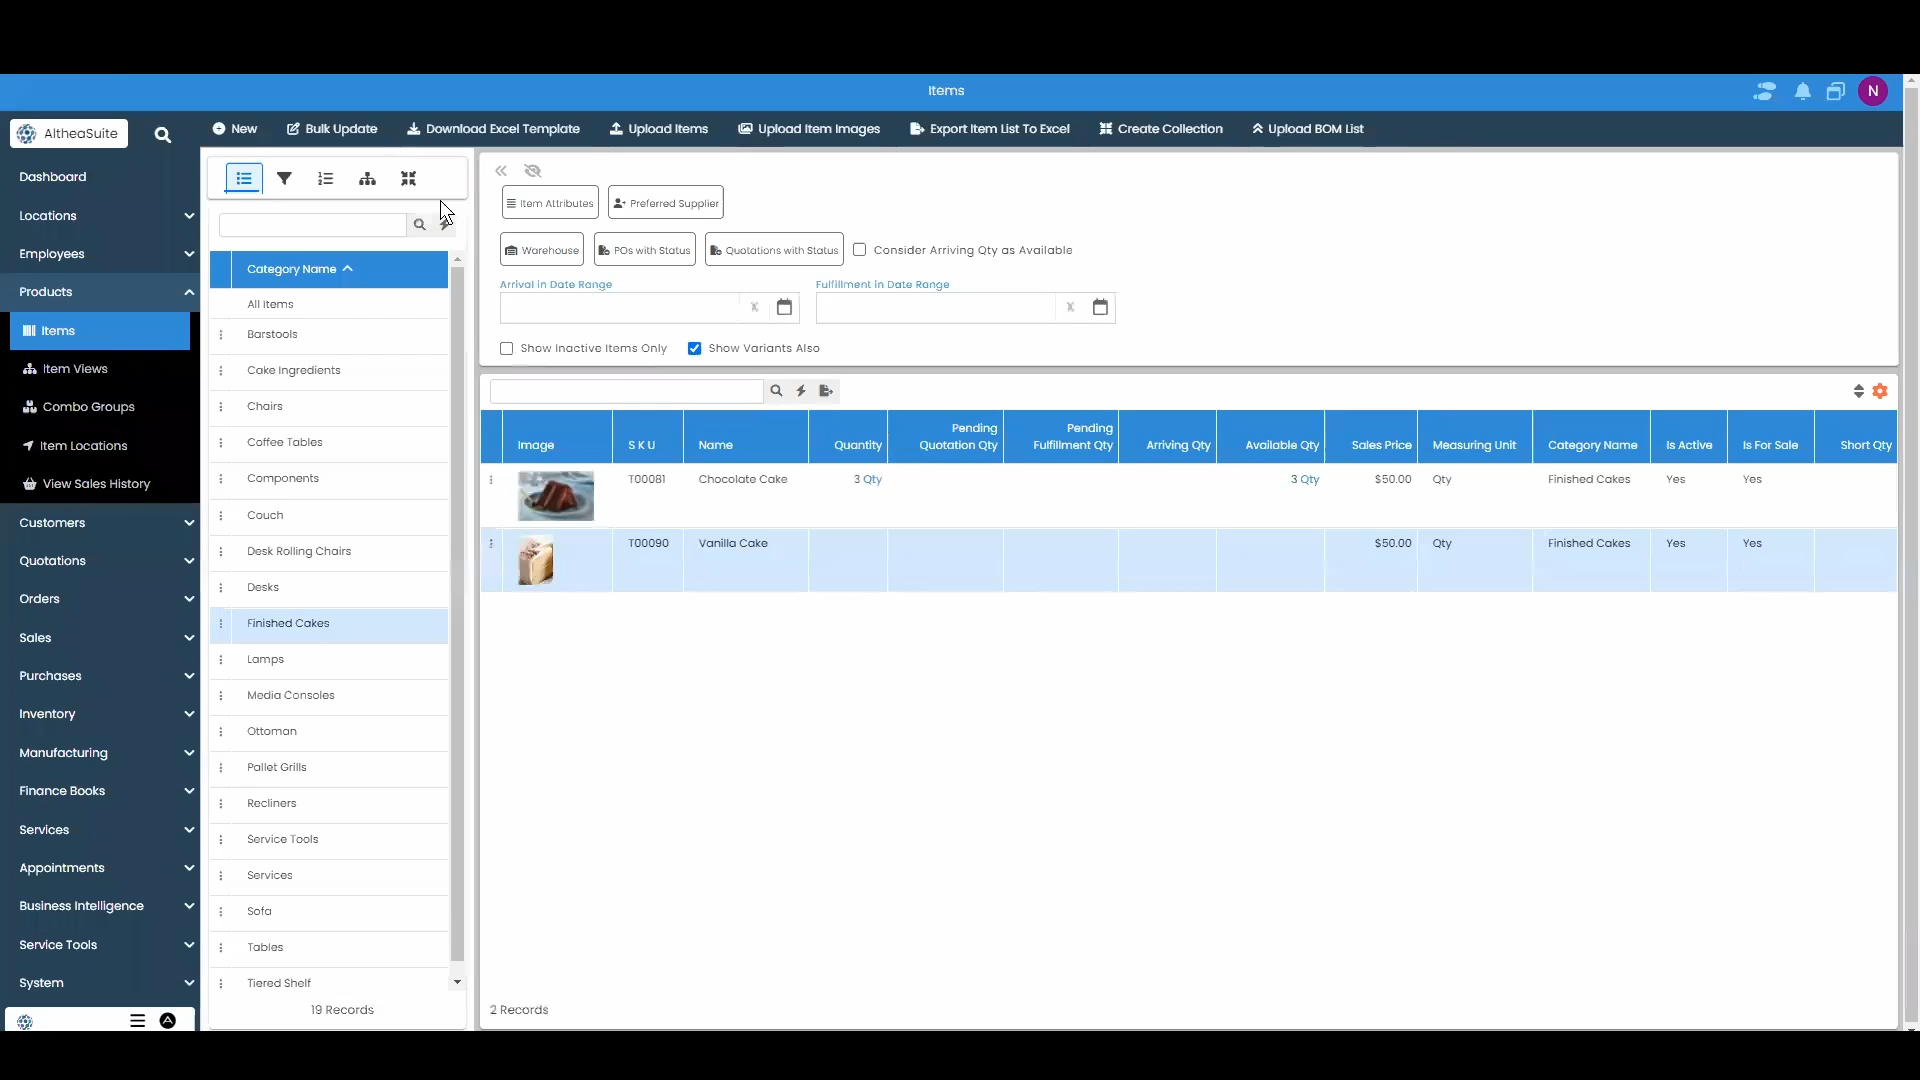 Items
N
AltheaSuite
New
Bulk Update
Download Excel Template
Upload Items
Upload Item Images
Export Item List To Excel
Create Collection
Upload BOM List
Dashboard
Locations
Employees
Products
Items
Item Views
Combo Groups
Item Locations
View Sales History
Customers
Quotations
Orders
Sales
Purchases
Inventory
Manufacturing
Finance Books
Services
Appointments
Business Intelligence
Service Tools
System
Category Name
All Items
Barstools
Cake Ingredients
Chairs
Coffee Tables
Components
Couch
Desk Rolling Chairs
Desks
Finished Cakes
Lamps
Media Consoles
Ottoman
Pallet Grills
Recliners
Service Tools
Services
Sofa
Tables
Tiered Shelf
19 Records
Item Attributes
Preferred Supplier
Warehouse
POs with Status
Quotations with Status
Consider Arriving Qty as Available
Arrival in Date Range
Fulfillment in Date Range
Show Inactive Items Only
Show Variants Also
Image
S K U
Name
Quantity
Pending
Quotation Qty
Pending
Fulfillment Qty
Arriving Qty
Available Qty
Sales Price
Measuring Unit
Category Name
Is Active
Is For Sale
Short Qty
T00081
Chocolate Cake
3 Qty
3 Qty
$50.00
Qty
Finished Cakes
Yes
Yes
T00090
Vanilla Cake
$50.00
Qty
Finished Cakes
Yes
Yes
2 Records